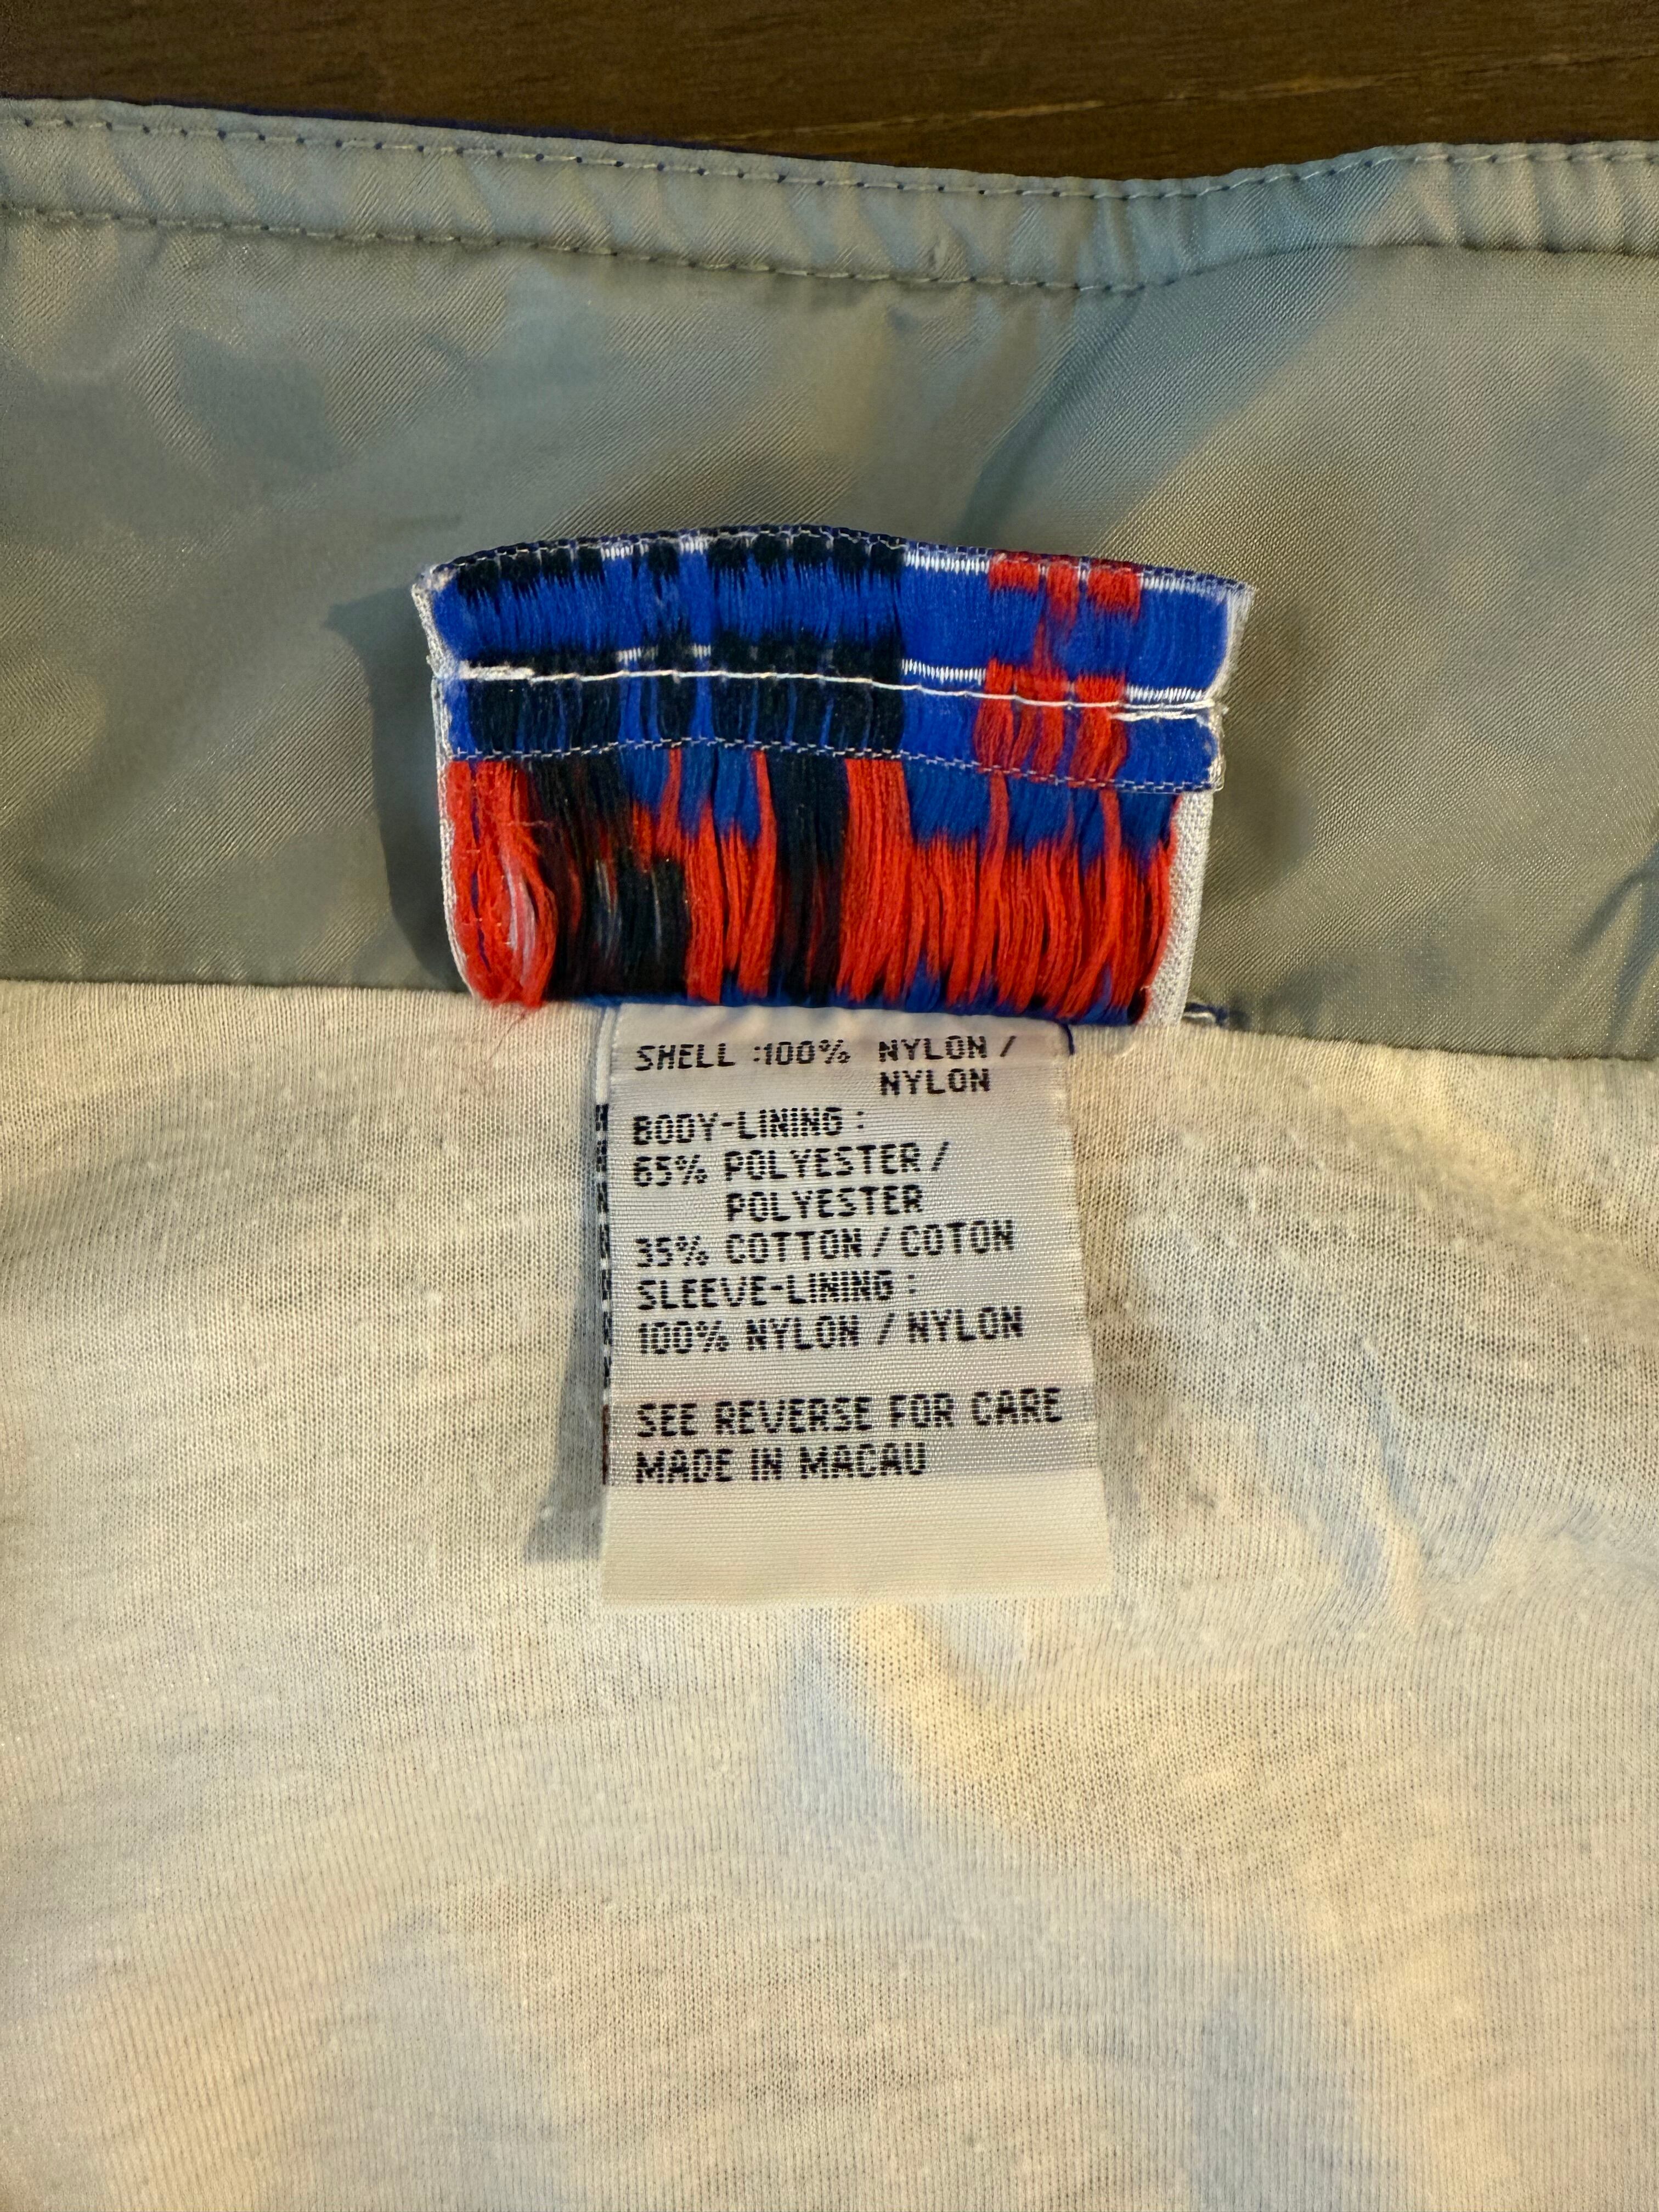 SHELL :100% NYLON /
NYLON
BODY-LINING :
65% POLYESTER /
POLYESTER
35% COTTON / COTON
SLEEVE-LINING :
100% NYLON / NYLON
SEE REVERSE FOR CARE
MADE IN MACAU